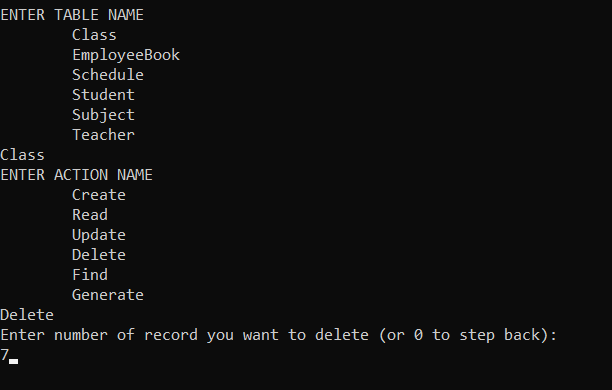 ENTER TABLE NAME
Class
EmployeeBook
Schedule
Student
Subject
Teacher
Class
ENTER ACTION NAME
Create
Read
Update
Delete
Find
Generate
Delete
Enter number of record you want to delete (or 0 to step back):
7